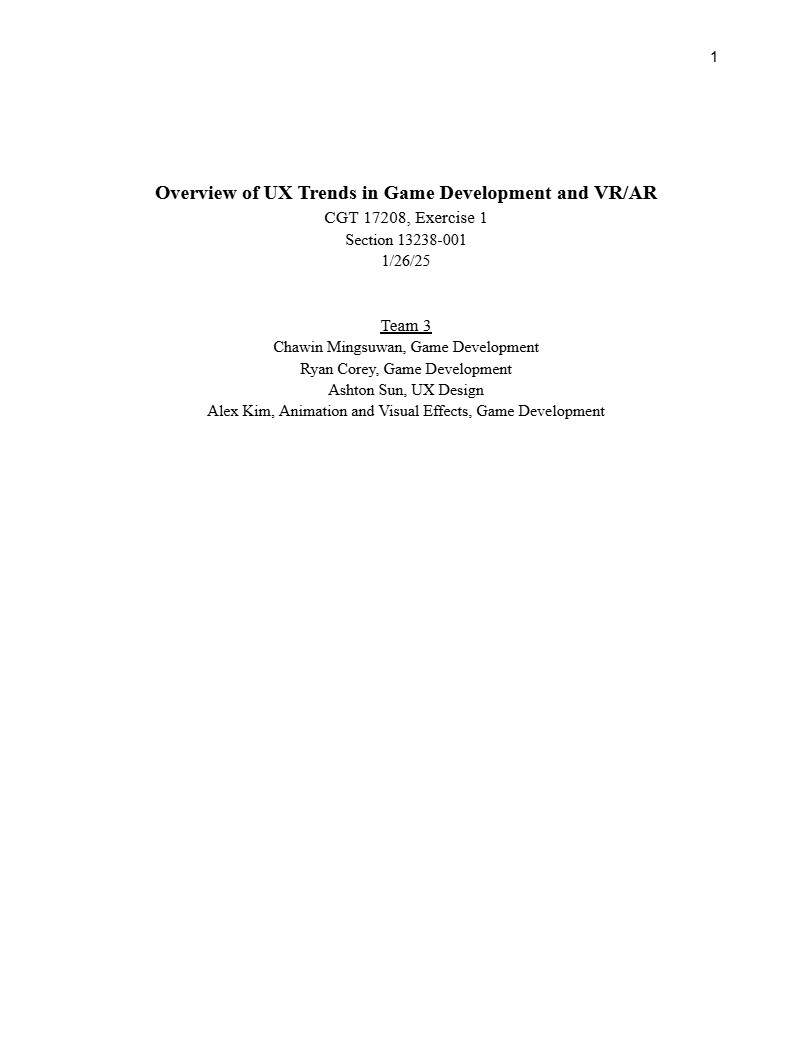 1
Overview of UX Trends in Game Development and VR/AR
CGT 17208, Exercise 1
Section 13238-001
1/26/25
Team 3
Chawin Mingsuwan, Game Development
Ryan Corey, Game Development
Ashton Sun, UX Design
Alex Kim, Animation and Visual Effects, Game Development